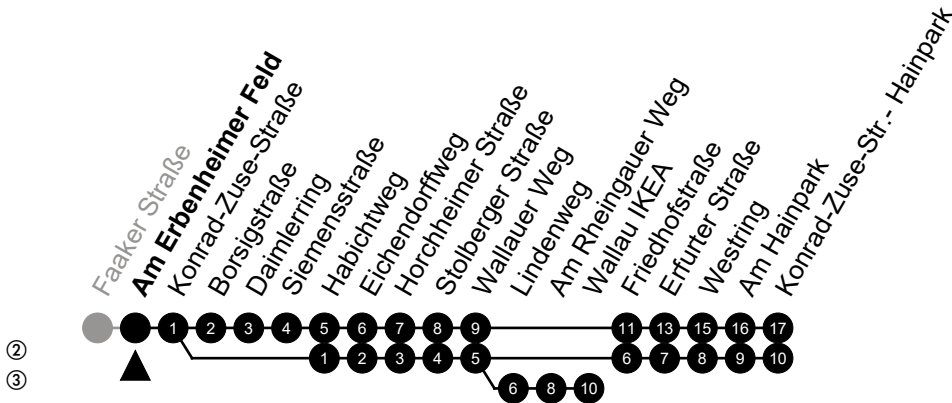 Faaker Straße
Am Erbenheimer Feld
Konrad-Zuse-Straße
Borsigstraße
Daimlerring
Siemensstraße
Habichtweg
Eichendorffweg
Horchheimer Straße
Stolberger Straße
Wallauer Weg
Lindenweg
Am Rheingauer Weg
Wallau IKEA
Friedhofstraße
Erfurter Straße
Westring
Am Hainpark
Konrad-Zuse-Str.- Hainpark
1 2 3 4 5 6 7 8 9 11 13 15 16 17
② 1 2 3 4 5 6 7 8 9 10
③ 6 8 10